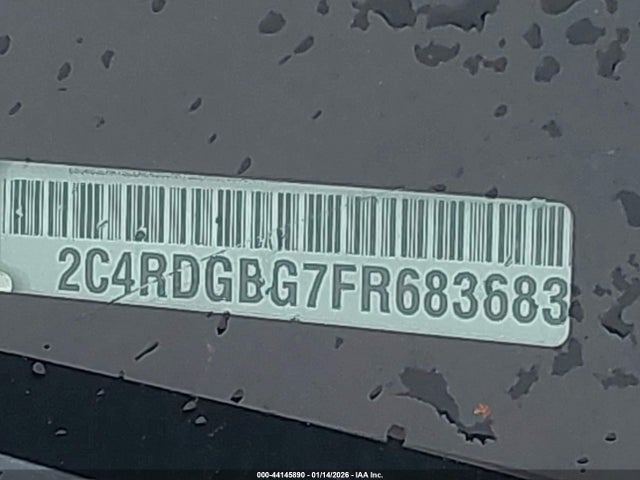 2C4RDGBG7FR683683
000-44145890 - 01/14/2026 - IAA Inc.